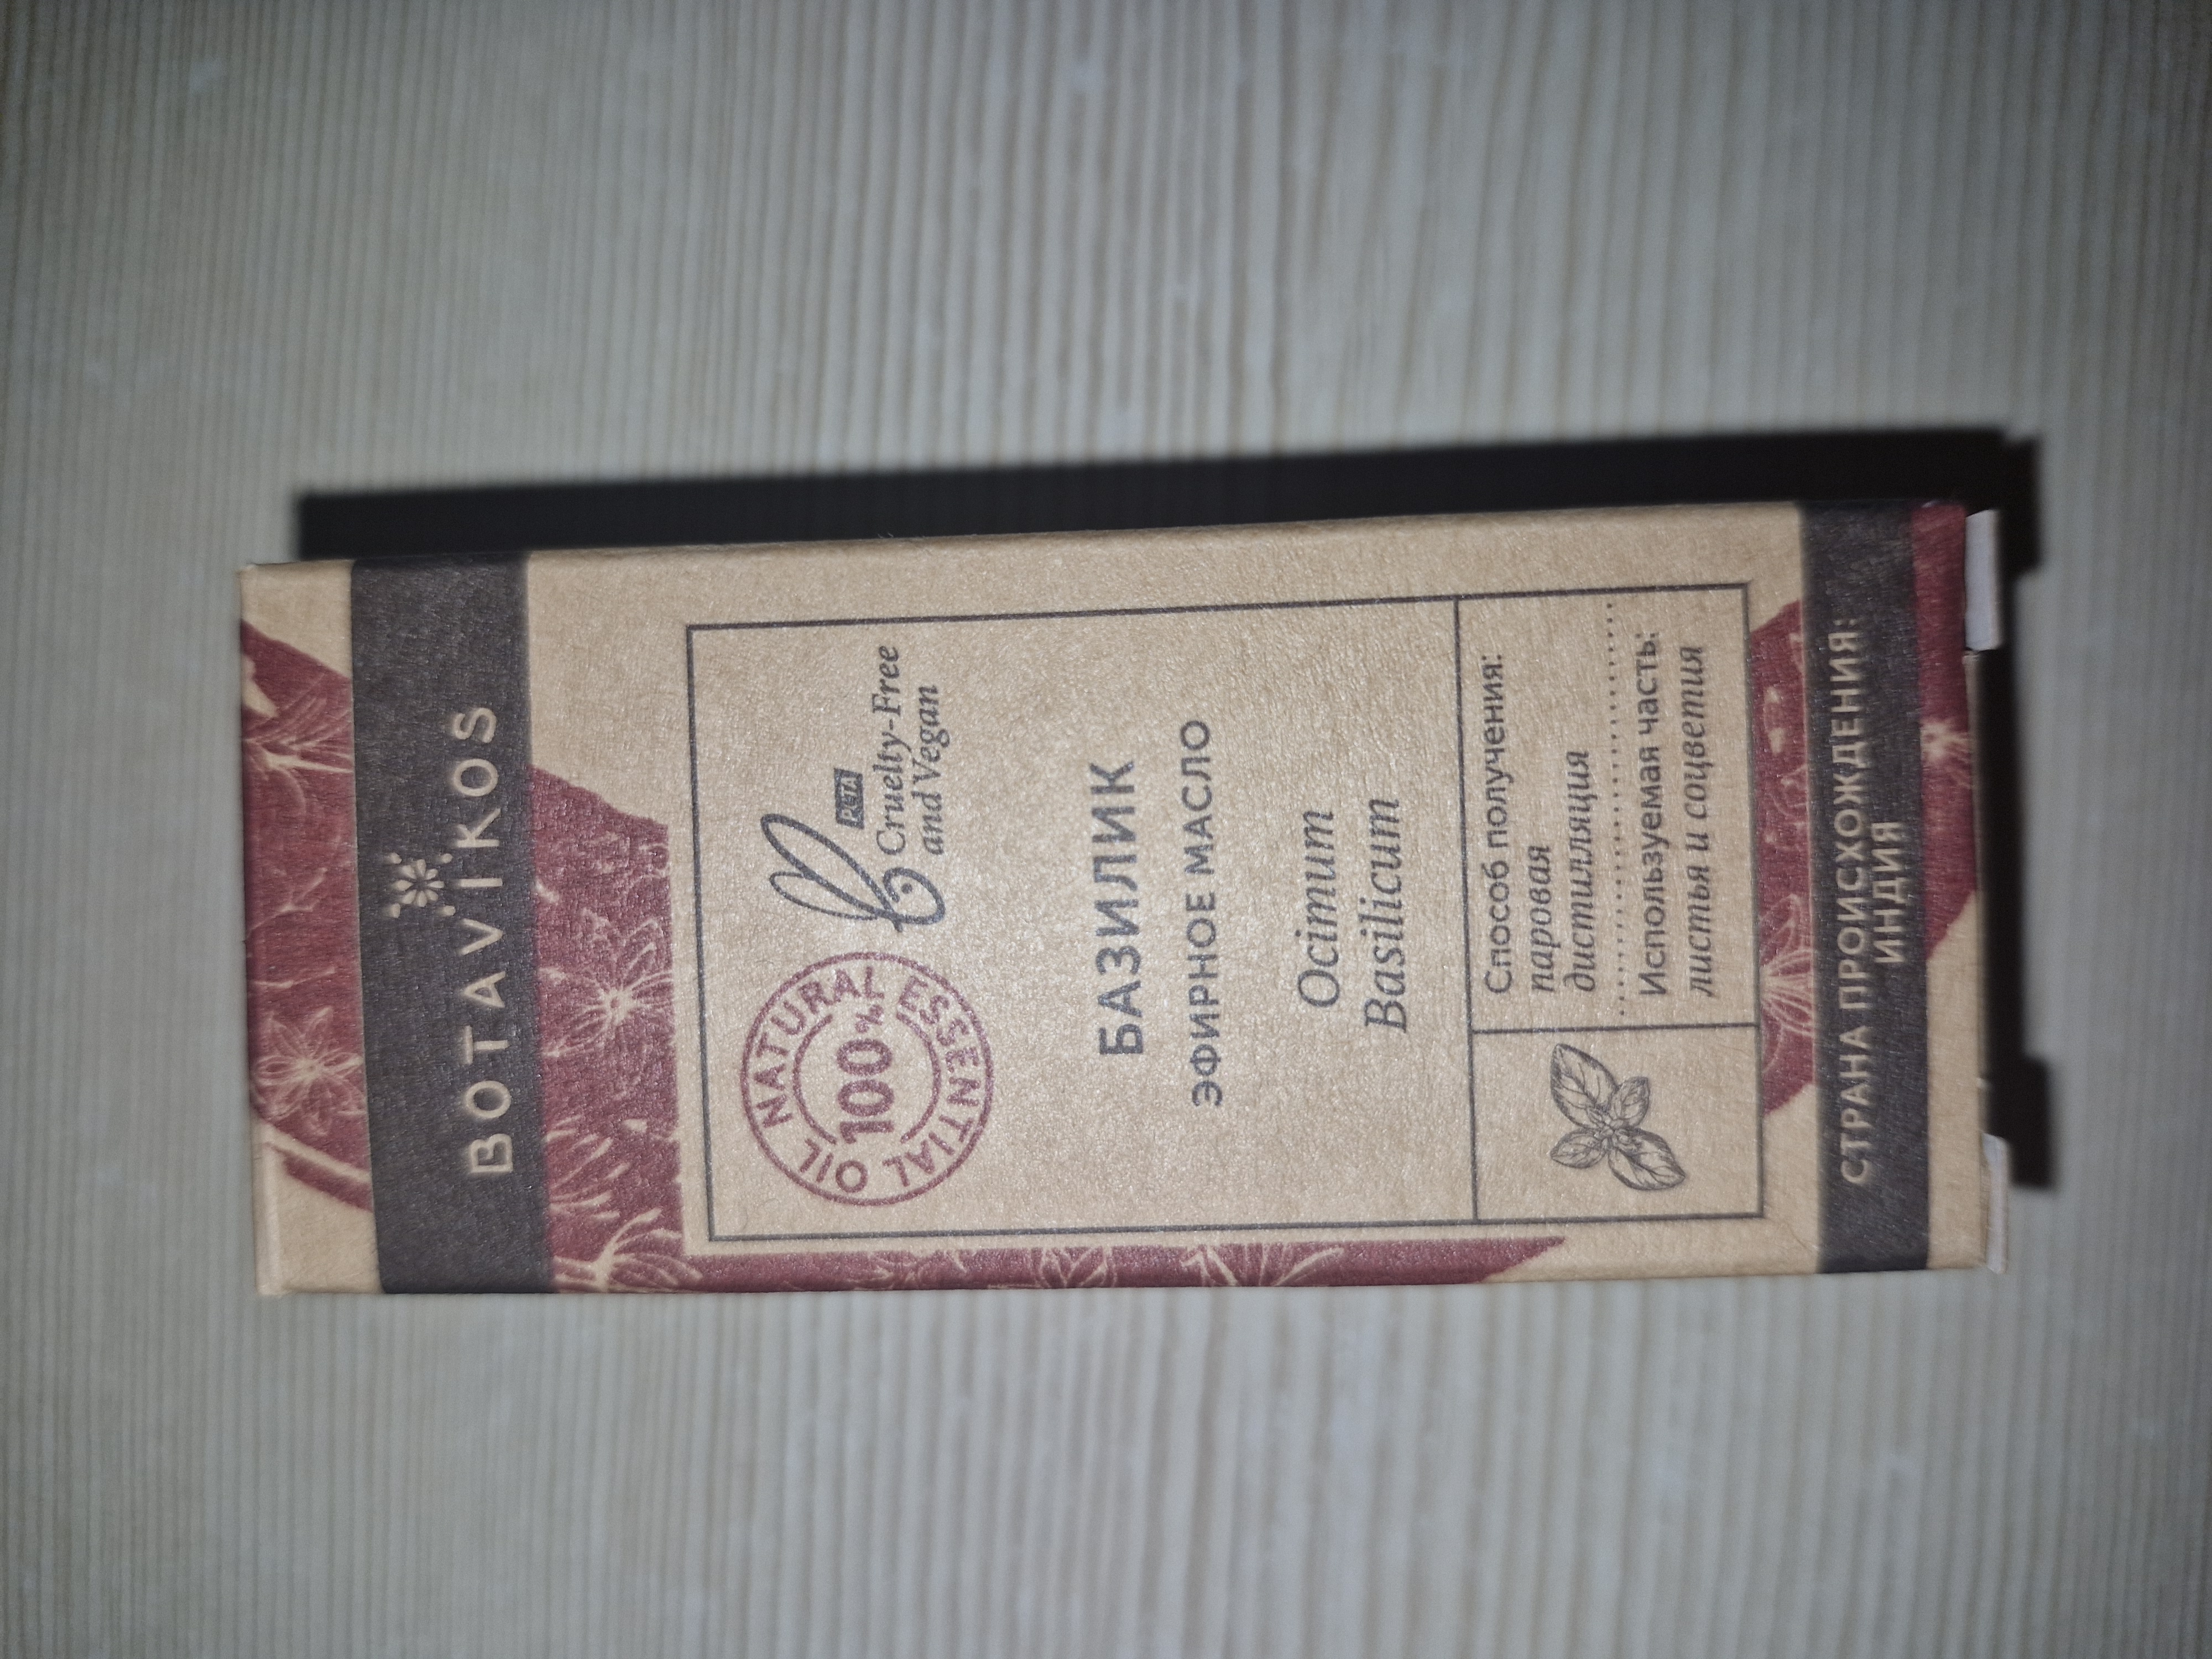 BOTAVIKOS
NATURAL ESSENTIAL OIL
100%
PETA
Cruelty-Free
and Vegan
БАЗИЛИК
ЭФИРНОЕ МАСЛО
Ocimum
Basilicum
Способ получения:
паровая
дистилляция
Используемая часть:
листья и соцветия
СТРАНА ПРОИСХОЖДЕНИЯ:
ИНДИЯ